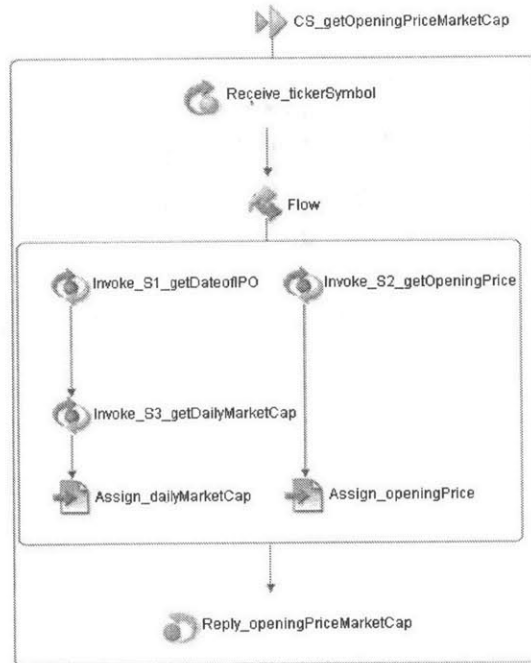 CS_getOpeningPriceMarketCap
Receive_tickerSymbol
Flow
Invoke_S1_getDateofIPO
Invoke_S2_getOpeningPrice
Invoke_S3_getDailyMarketCap
Assign_dailyMarketCap
Assign_openingPrice
Reply_openingPriceMarketCap